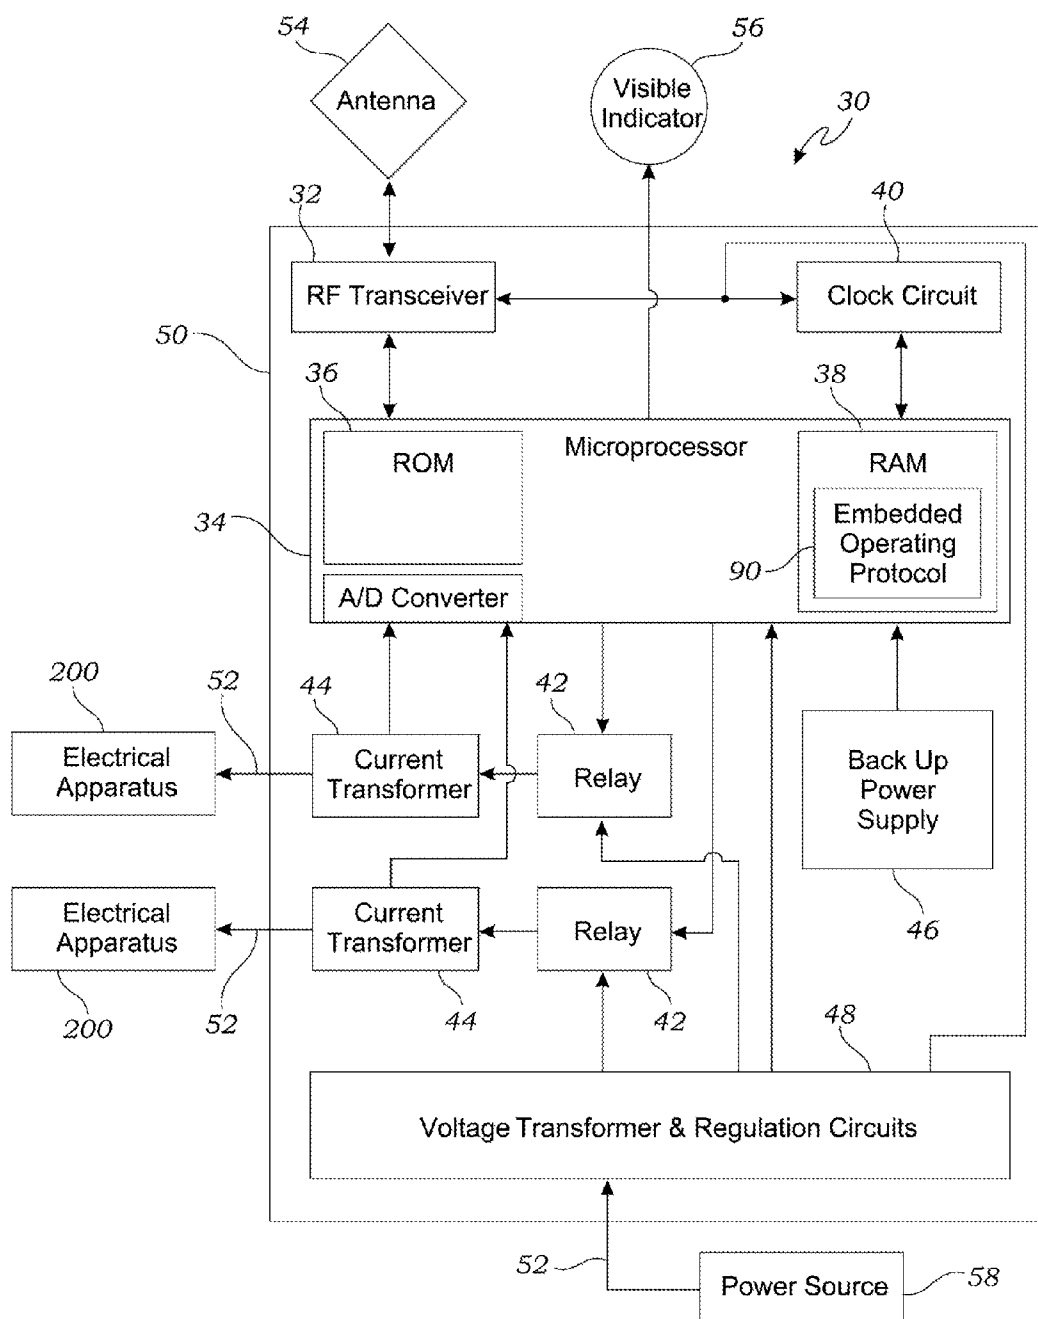 54
56
Antenna
Visible
Indicator
30
32
40
RF Transceiver
Clock Circuit
50
36
38
Microprocessor
ROM
RAM
34
Embedded
Operating
Protocol
90
A/D Converter
200
52
44
42
Electrical
Apparatus
Current
Transformer
Relay
Back Up
Power
Supply
Electrical
Apparatus
Current
Transformer
Relay
46
200
52
44
42
48
Voltage Transformer & Regulation Circuits
52
Power Source
58